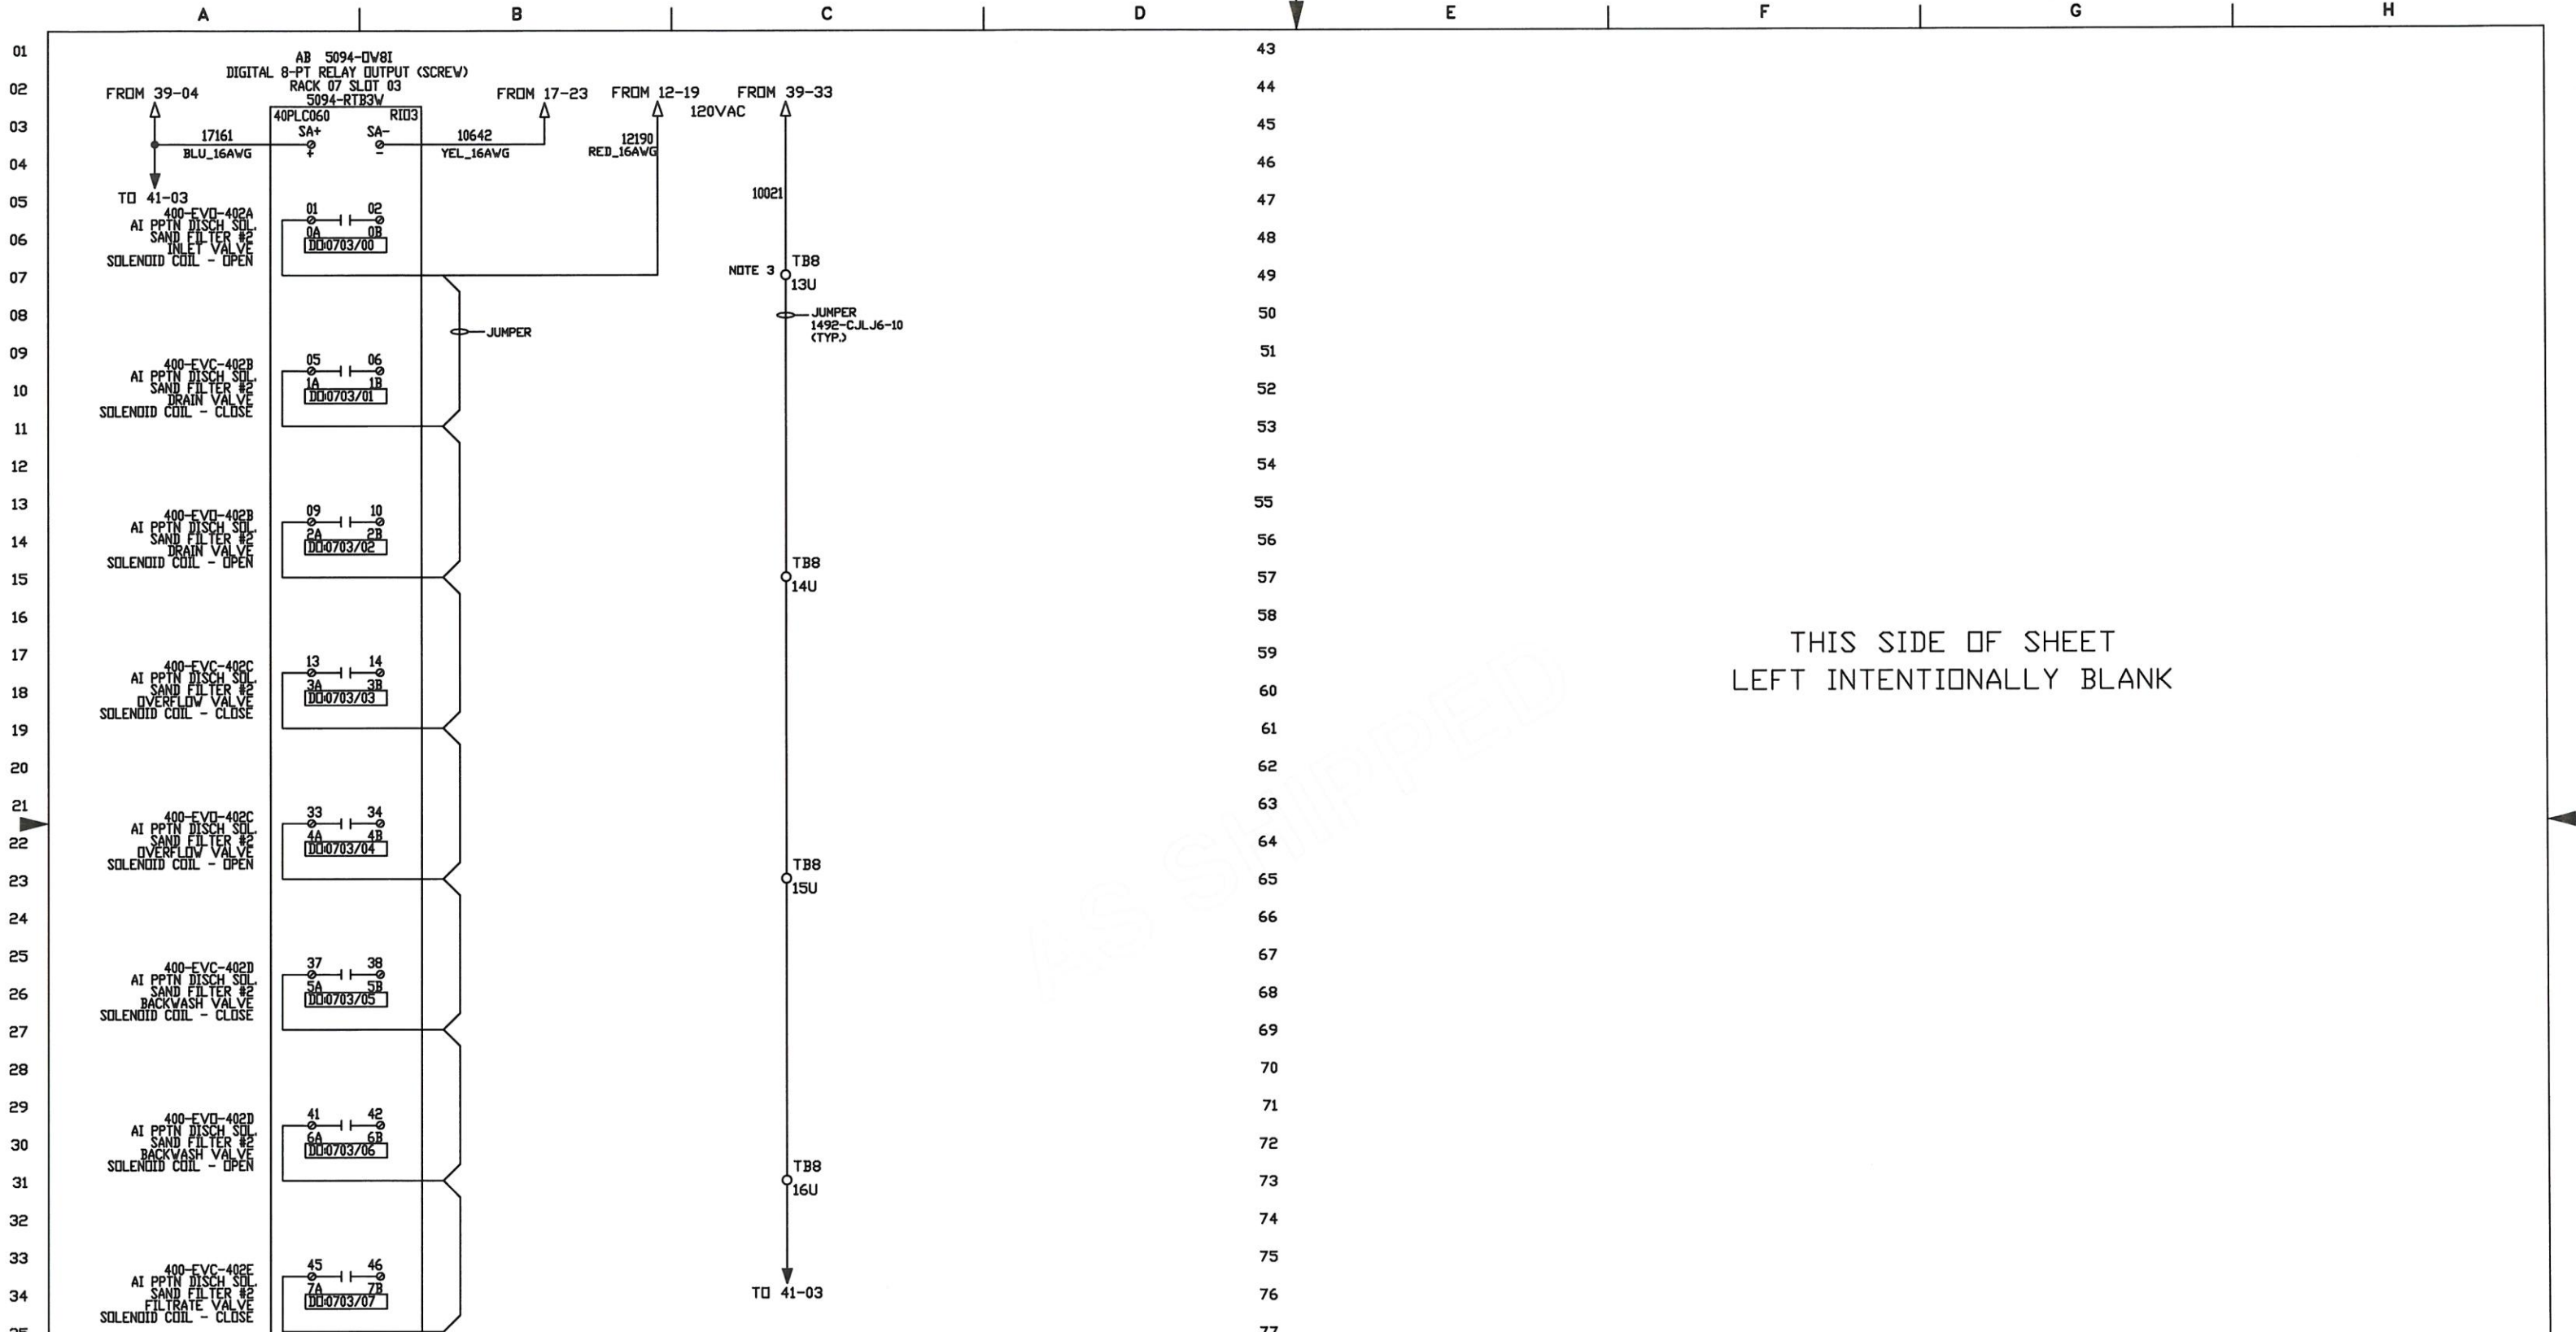 A B C D E F G H
01
02
03
04
05
06
07
08
09
10
11
12
13
14
15
16
17
18
19
20
21
22
23
24
25
26
27
28
29
30
31
32
33
34
AB 5094-OW8I
DIGITAL 8-PT RELAY OUTPUT (SCREW)
RACK 07 SLOT 03
5094-RTB3W
FROM 39-04
40PLC060 RIO3
SA+ SA-
+ -
17161
BLU_16AWG
TO 41-03
10642
YEL_16AWG
FROM 17-23
FROM 12-19
120VAC
12190
RED_16AWG
FROM 39-33
10021
400-EVO-402A
AI PPTN DISCH SOL.
SAND FILTER #2
INLET VALVE
SOLENOID COIL - OPEN
01 02
0A 0B
DO:0703/00
JUMPER
400-EVC-402B
AI PPTN DISCH SOL.
SAND FILTER #2
DRAIN VALVE
SOLENOID COIL - CLOSE
05 06
1A 1B
DO:0703/01
400-EVO-402B
AI PPTN DISCH SOL.
SAND FILTER #2
DRAIN VALVE
SOLENOID COIL - OPEN
09 10
2A 2B
DO:0703/02
400-EVC-402C
AI PPTN DISCH SOL.
SAND FILTER #2
OVERFLOW VALVE
SOLENOID COIL - CLOSE
13 14
3A 3B
DO:0703/03
400-EVO-402C
AI PPTN DISCH SOL.
SAND FILTER #2
OVERFLOW VALVE
SOLENOID COIL - OPEN
33 34
4A 4B
DO:0703/04
400-EVC-402D
AI PPTN DISCH SOL.
SAND FILTER #2
BACKWASH VALVE
SOLENOID COIL - CLOSE
37 38
5A 5B
DO:0703/05
400-EVO-402D
AI PPTN DISCH SOL.
SAND FILTER #2
BACKWASH VALVE
SOLENOID COIL - OPEN
41 42
6A 6B
DO:0703/06
400-EVC-402E
AI PPTN DISCH SOL.
SAND FILTER #2
FILTRATE VALVE
SOLENOID COIL - CLOSE
45 46
7A 7B
DO:0703/07
NOTE 3
TB8
13U
JUMPER
1492-CJLJ6-10
(TYP.)
TB8
14U
TB8
15U
TB8
16U
TO 41-03
43
44
45
46
47
48
49
50
51
52
53
54
55
56
57
58
59
60
61
62
63
64
65
66
67
68
69
70
71
72
73
74
75
76
THIS SIDE OF SHEET
LEFT INTENTIONALLY BLANK
AS SHIPPED